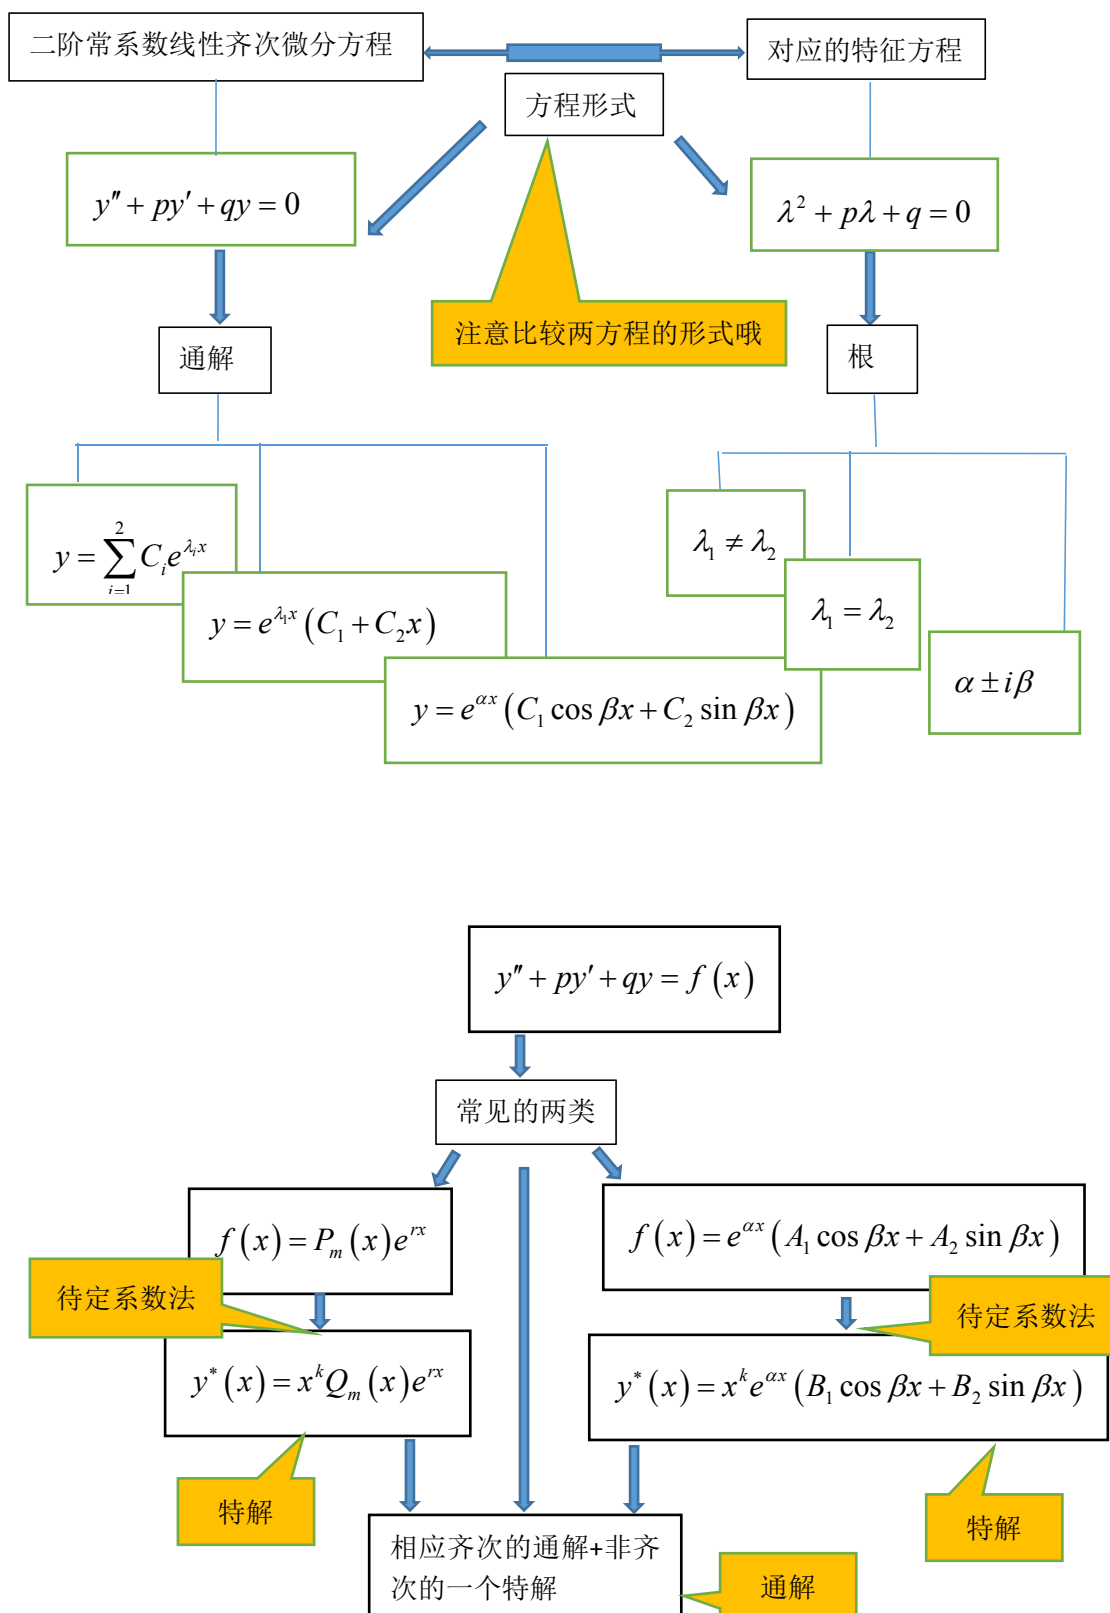 二阶常系数线性齐次微分方程
对应的特征方程
方程形式
y″ + py′ + qy = 0
λ² + pλ + q = 0
注意比较两方程的形式哦
通解
根
y = ∑_{i=1}^{2} C_i e^{λ_i x}
λ₁ ≠ λ₂
y = e^{λ₁x} (C₁ + C₂x)
λ₁ = λ₂
y = e^{αx} (C₁ cos βx + C₂ sin βx)
α ± iβ
y″ + py′ + qy = f (x)
常见的两类
f (x) = P_m (x) e^{rx}
f (x) = e^{αx} (A₁ cos βx + A₂ sin βx)
待定系数法
待定系数法
y* (x) = x^k Q_m (x) e^{rx}
y* (x) = x^k e^{αx} (B₁ cos βx + B₂ sin βx)
特解
特解
相应齐次的通解+非齐
次的一个特解
通解